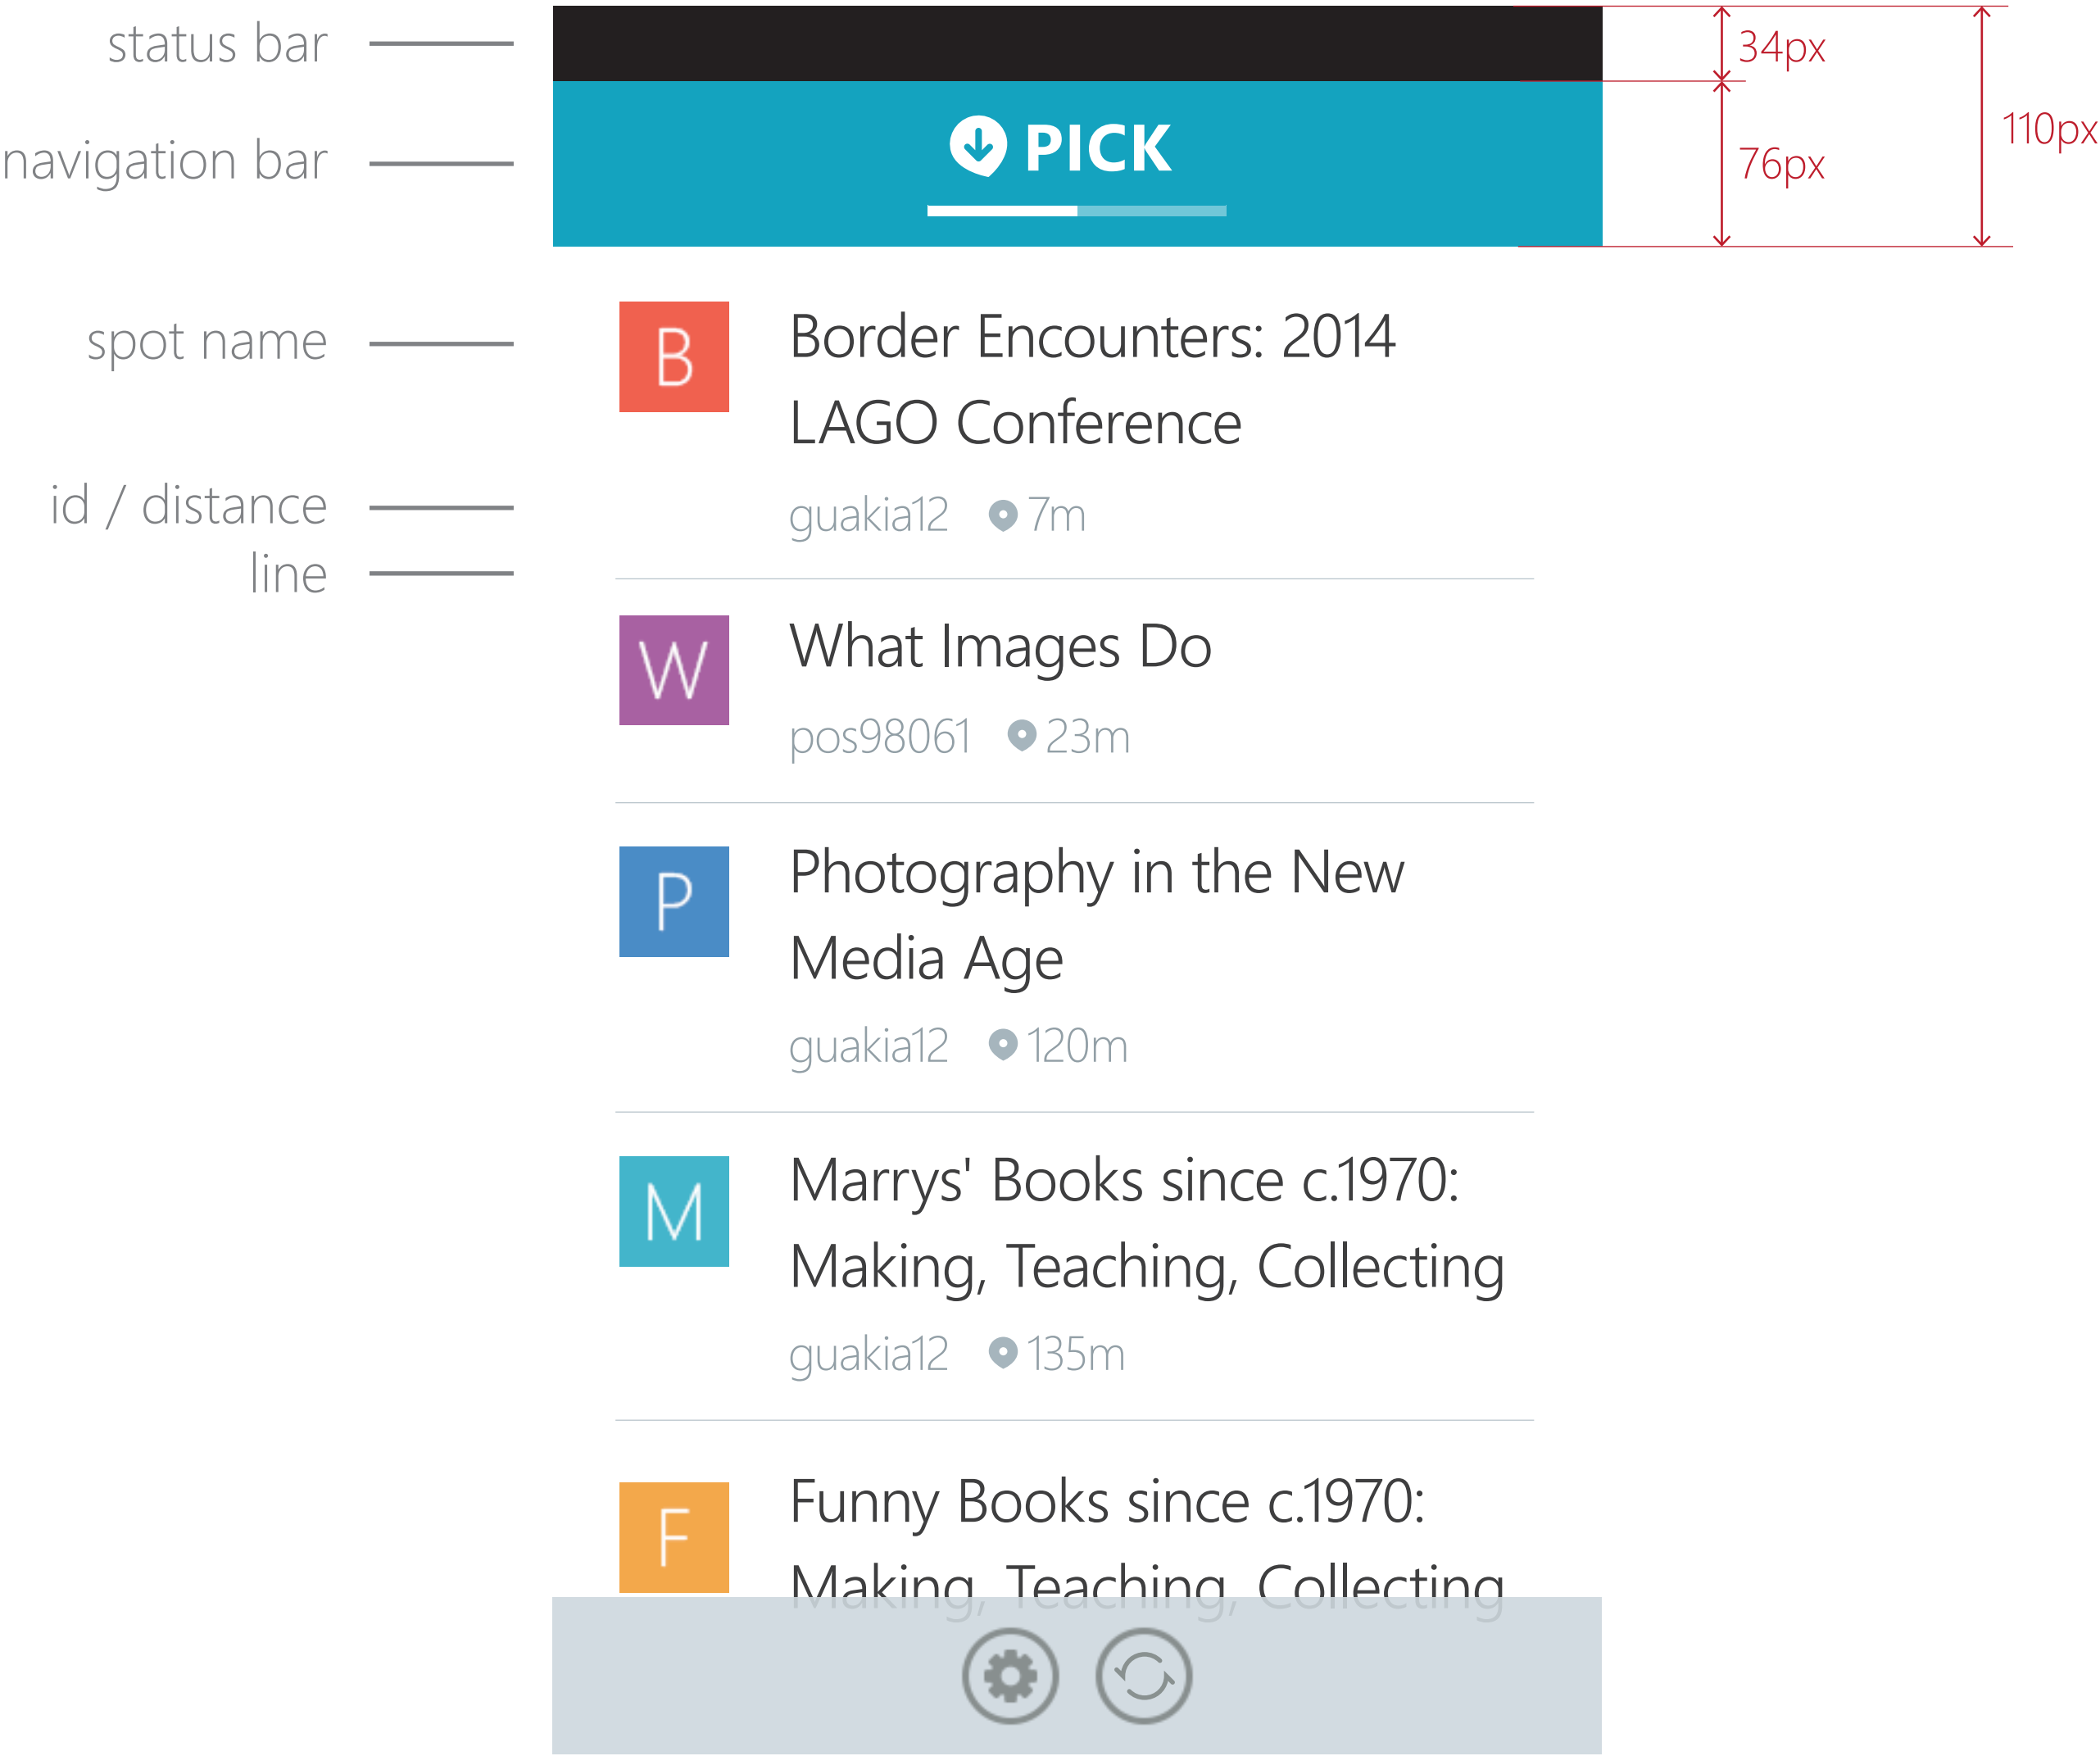 status bar
34px
navigation bar
PICK
76px
110px
spot name
B
Border Encounters: 2014
LAGO Conference
id / distance
guakia12 7m
line
W
What Images Do
pos98061 23m
P
Photography in the New
Media Age
guakia12 120m
M
Marrys' Books since c.1970:
Making, Teaching, Collecting
guakia12 135m
F
Funny Books since c.1970:
Making, Teaching, Collecting